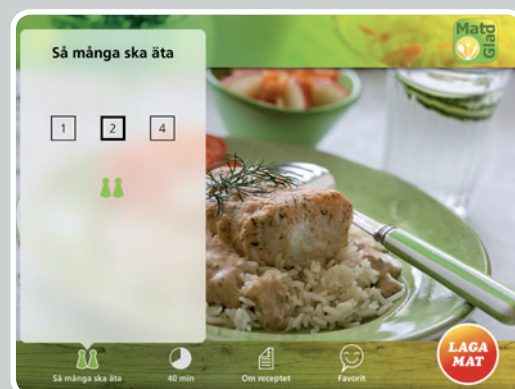 Så många ska äta
Mat
Glad
1 2 4
Så många ska äta
40 min
Om receptet
Favorit
LAGA
MAT